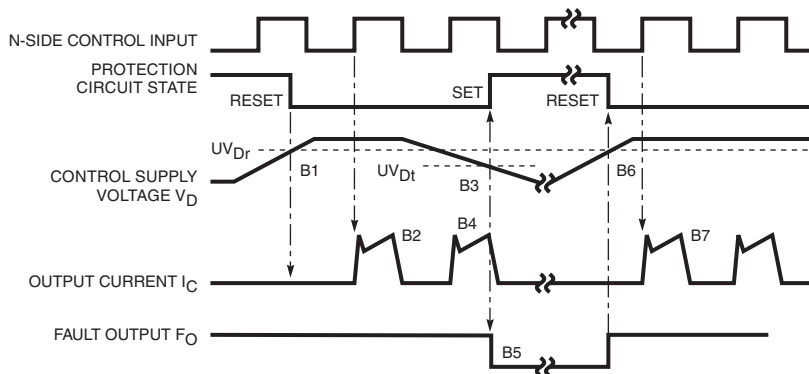 N-SIDE CONTROL INPUT
PROTECTION
CIRCUIT STATE
RESET
SET
RESET
UVDr
B1
UVDt
B3
B6
CONTROL SUPPLY
VOLTAGE VD
B2
B4
B7
OUTPUT CURRENT IC
FAULT OUTPUT FO
B5